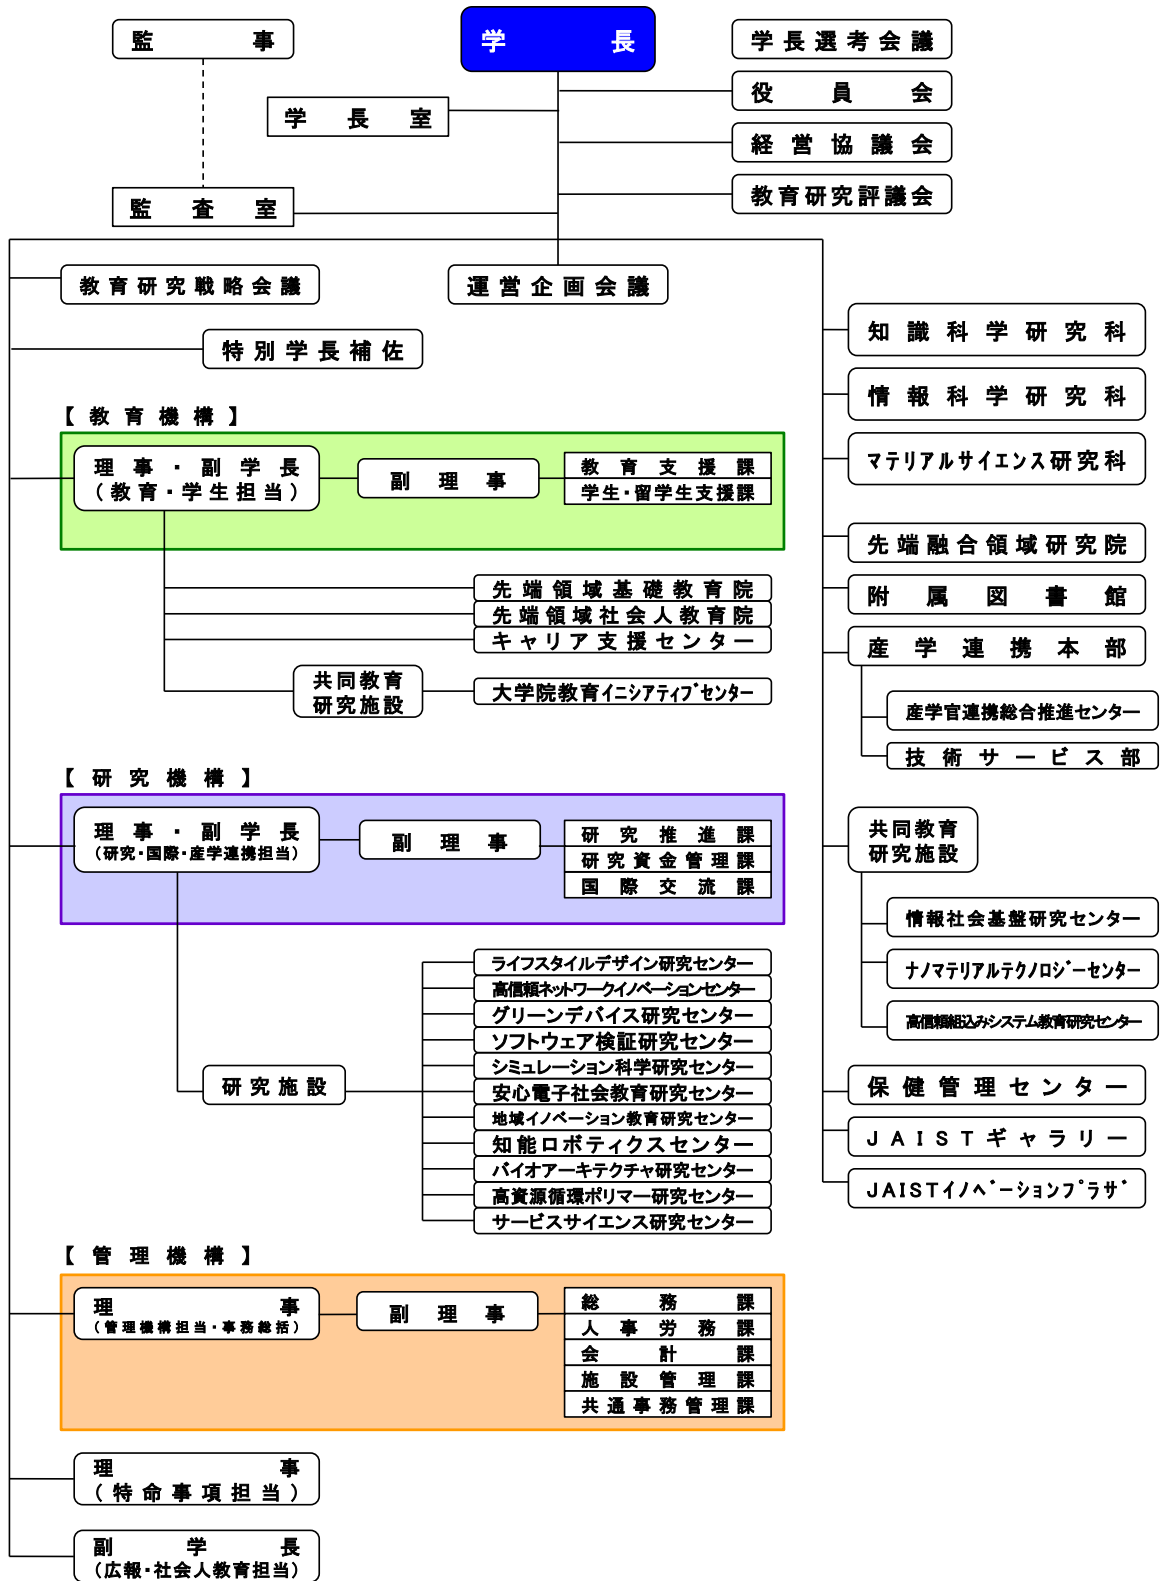 監事
学長
学長選考会議
役員会
学長室
経営協議会
教育研究評議会
監査室
教育研究戦略会議
運営企画会議
特別学長補佐
知識科学研究科
情報科学研究科
マテリアルサイエンス研究科
先端融合領域研究院
附属図書館
産学連携本部
産学官連携総合推進センター
技術サービス部
共同教育
研究施設
情報社会基盤研究センター
ナノマテリアルテクノロジーセンター
高信頼組込みシステム教育研究センター
保健管理センター
JAISTギャラリー
JAISTイノベーションプラザ
【教育機構】
理事・副学長
(教育・学生担当)
副理事
教育支援課
学生・留学生支援課
先端領域基礎教育院
先端領域社会人教育院
キャリア支援センター
共同教育
研究施設
大学院教育イニシアティブセンター
【研究機構】
理事・副学長
(研究・国際・産学連携担当)
副理事
研究推進課
研究資金管理課
国際交流課
研究施設
ライフスタイルデザイン研究センター
高信頼ネットワークイノベーションセンター
グリーンデバイス研究センター
ソフトウェア検証研究センター
シミュレーション科学研究センター
安心電子社会教育研究センター
地域イノベーション教育研究センター
知能ロボティクスセンター
バイオアーキテクチャ研究センター
高資源循環ポリマー研究センター
サービスサイエンス研究センター
【管理機構】
理事
(管理機構担当・事務総括)
副理事
総務課
人事労務課
会計課
施設管理課
共通事務管理課
理事
(特命事項担当)
副学長
(広報・社会人教育担当)